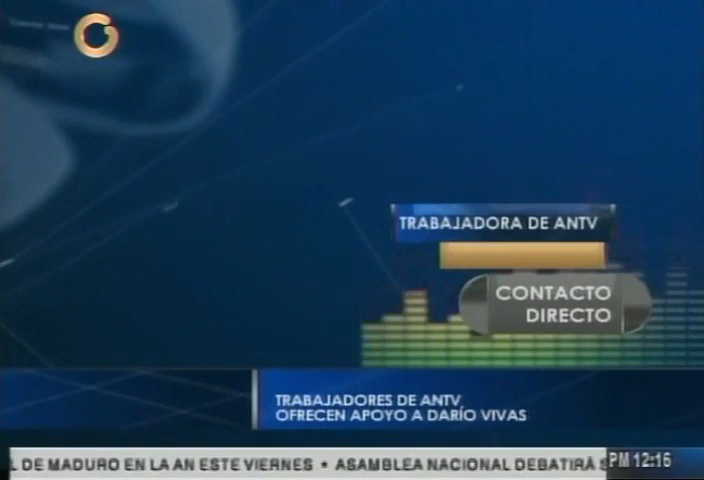 TRABAJADORA DE ANTV
CONTACTO
DIRECTO
TRABAJADORES DE ANTV
OFRECEN APOYO A DARÍO VIVAS
L DE MADURO EN LA AN ESTE VIERNES • ASAMBLEA NACIONAL DEBATIRÁ
PM 12:16